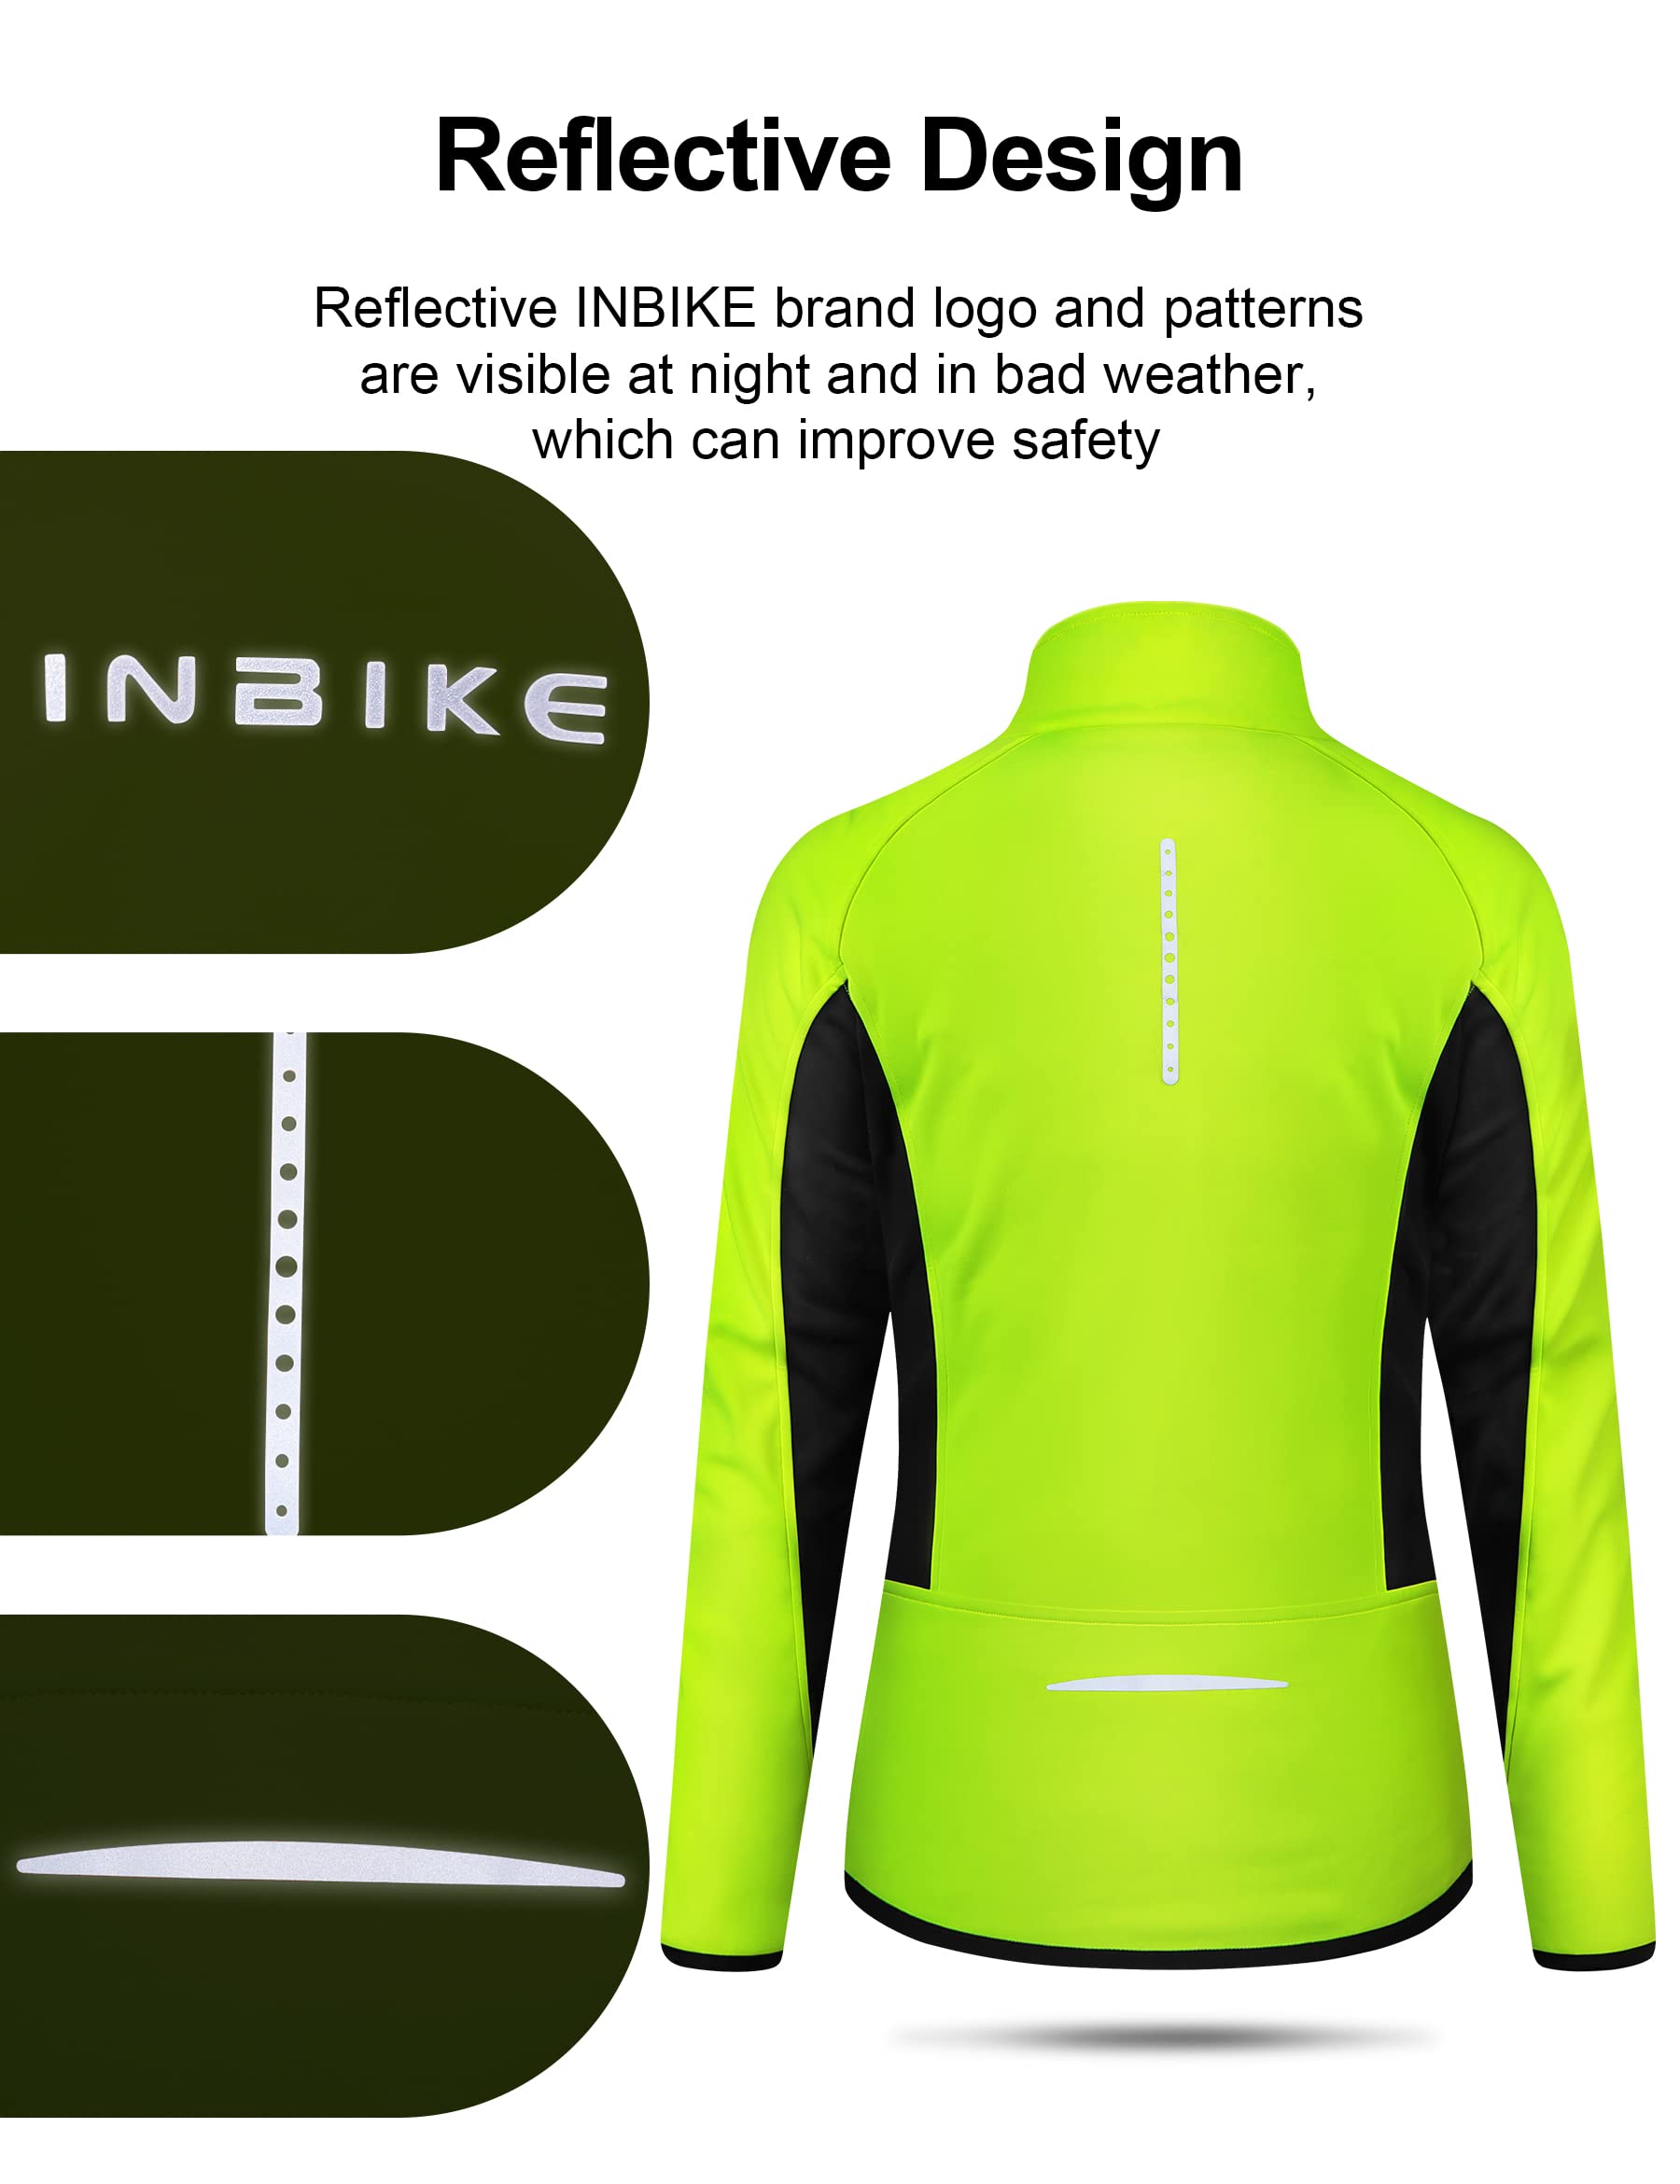 Reflective Design
Reflective INBIKE brand logo and patterns
are visible at night and in bad weather,
which can improve safety
INBIKE